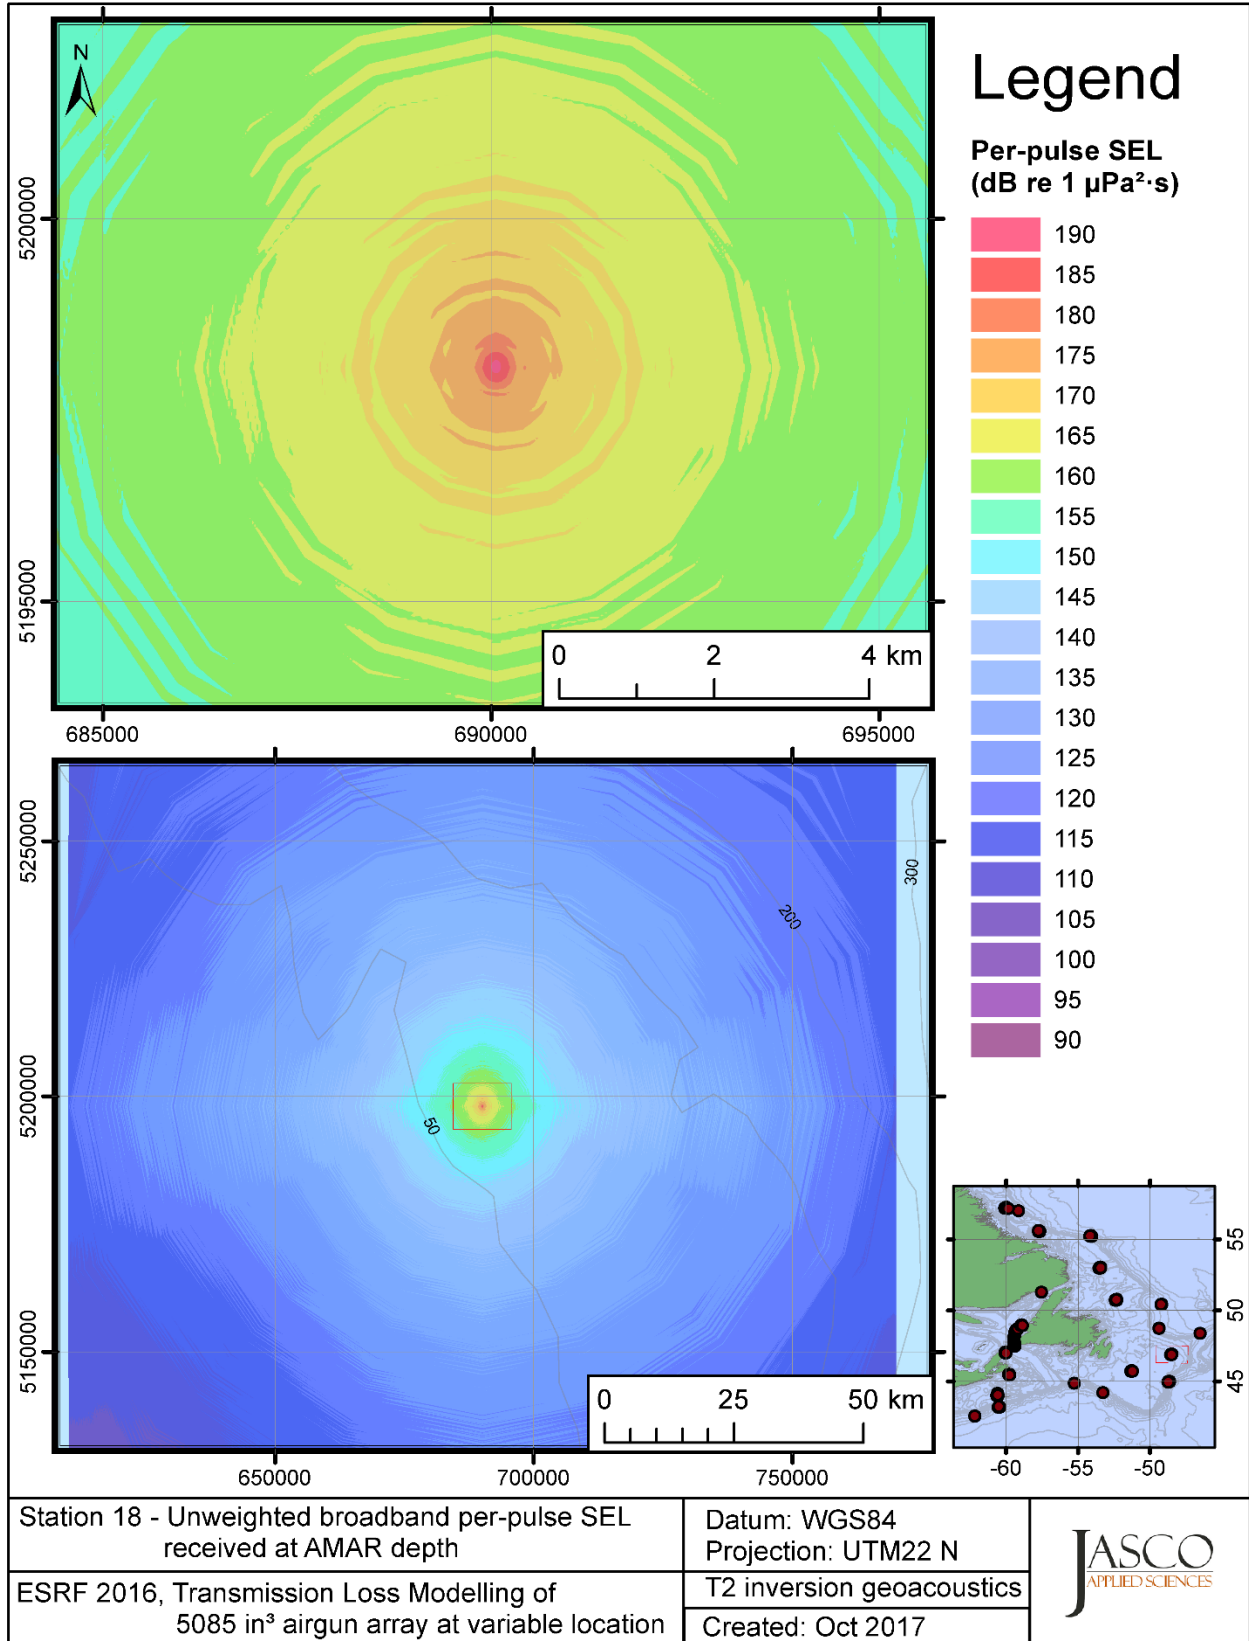 N
5200000
5195000
0 2 4 km
685000 690000 695000
5250000
5200000
5150000
200
300
50
0 25 50 km
650000 700000 750000
Legend
Per-pulse SEL
(dB re 1 µPa²·s)
190
185
180
175
170
165
160
155
150
145
140
135
130
125
120
115
110
105
100
95
90
55
50
45
-60 -55 -50
Station 18 - Unweighted broadband per-pulse SEL
received at AMAR depth
ESRF 2016, Transmission Loss Modelling of
5085 in³ airgun array at variable location
Datum: WGS84
Projection: UTM22 N
T2 inversion geoacoustics
Created: Oct 2017
JASCO
APPLIED SCIENCES